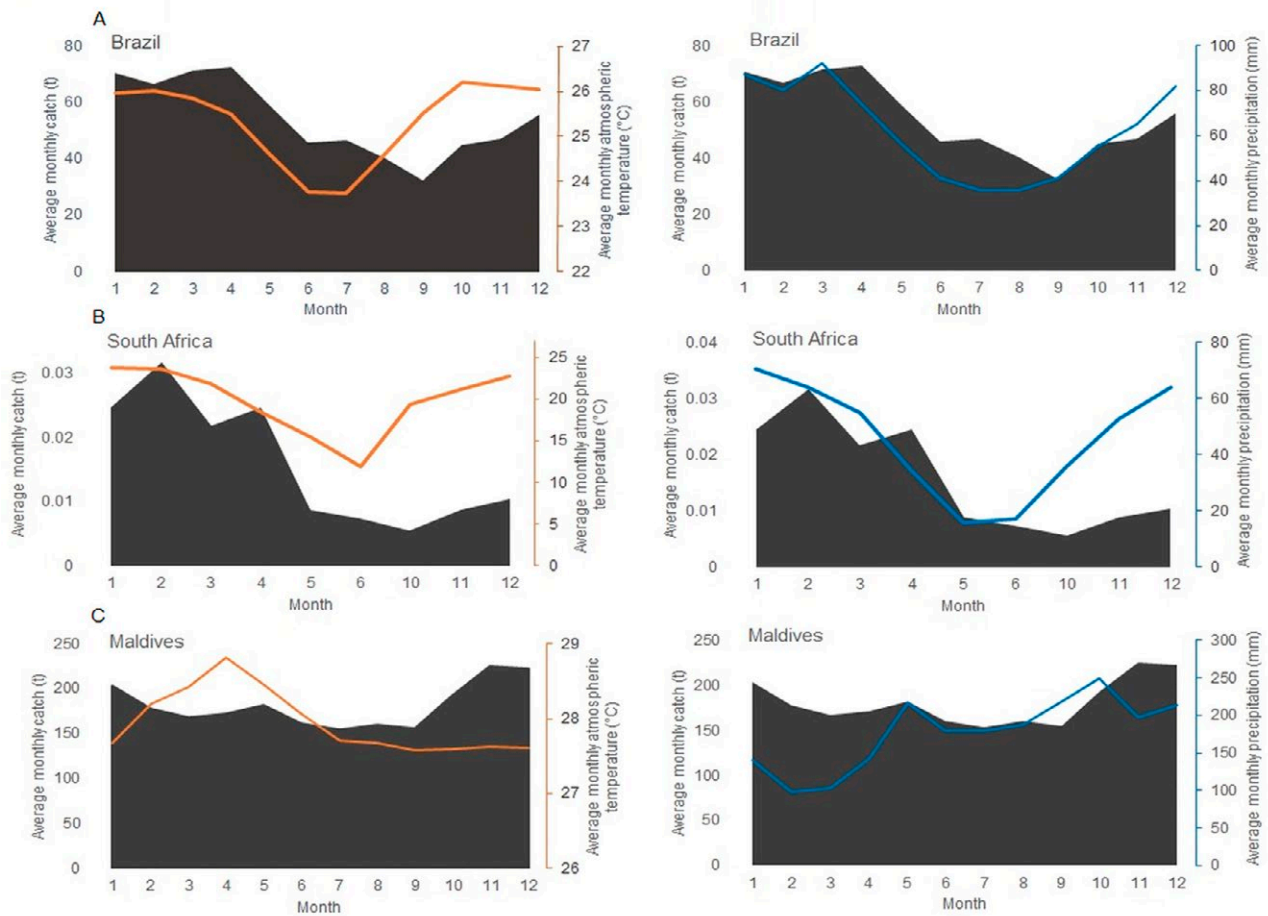 A
Brazil
Average monthly catch (t)
80
60
40
20
0
1 2 3 4 5 6 7 8 9 10 11 12
Month
27
26
25
24
23
22
Average monthly atmospheric
temperature (°C)
Brazil
Average monthly catch (t)
80
60
40
20
0
1 2 3 4 5 6 7 8 9 10 11 12
Month
100
80
60
40
20
0
Average monthly precipitation (mm)
B
South Africa
Average monthly catch (t)
0.03
0.02
0.01
0
1 2 3 4 5 6 10 11 12
Month
25
20
15
10
5
0
Average monthly atmospheric
temperature (°C)
South Africa
Average monthly catch (t)
0.04
0.03
0.02
0.01
0
1 2 3 4 5 6 10 11 12
Month
80
60
40
20
0
Average monthly precipitation (mm)
C
Maldives
Average monthly catch (t)
250
200
150
100
50
0
1 2 3 4 5 6 7 8 9 10 11 12
Month
29
28
27
26
Average monthly atmospheric
temperature (°C)
Maldives
Average monthly catch (t)
250
200
150
100
50
0
1 2 3 4 5 6 7 8 9 10 11 12
Month
300
250
200
150
100
50
0
Average monthly precipitation (mm)